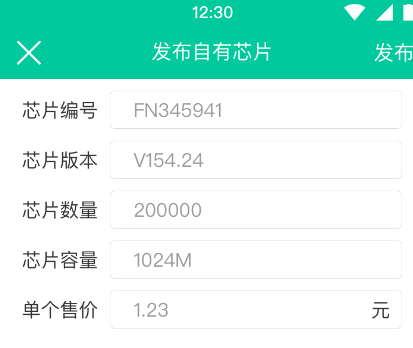 12:30
发布自有芯片 发布
芯片编号 FN345941
芯片版本 V154.24
芯片数量 200000
芯片容量 1024M
单个售价 1.23 元